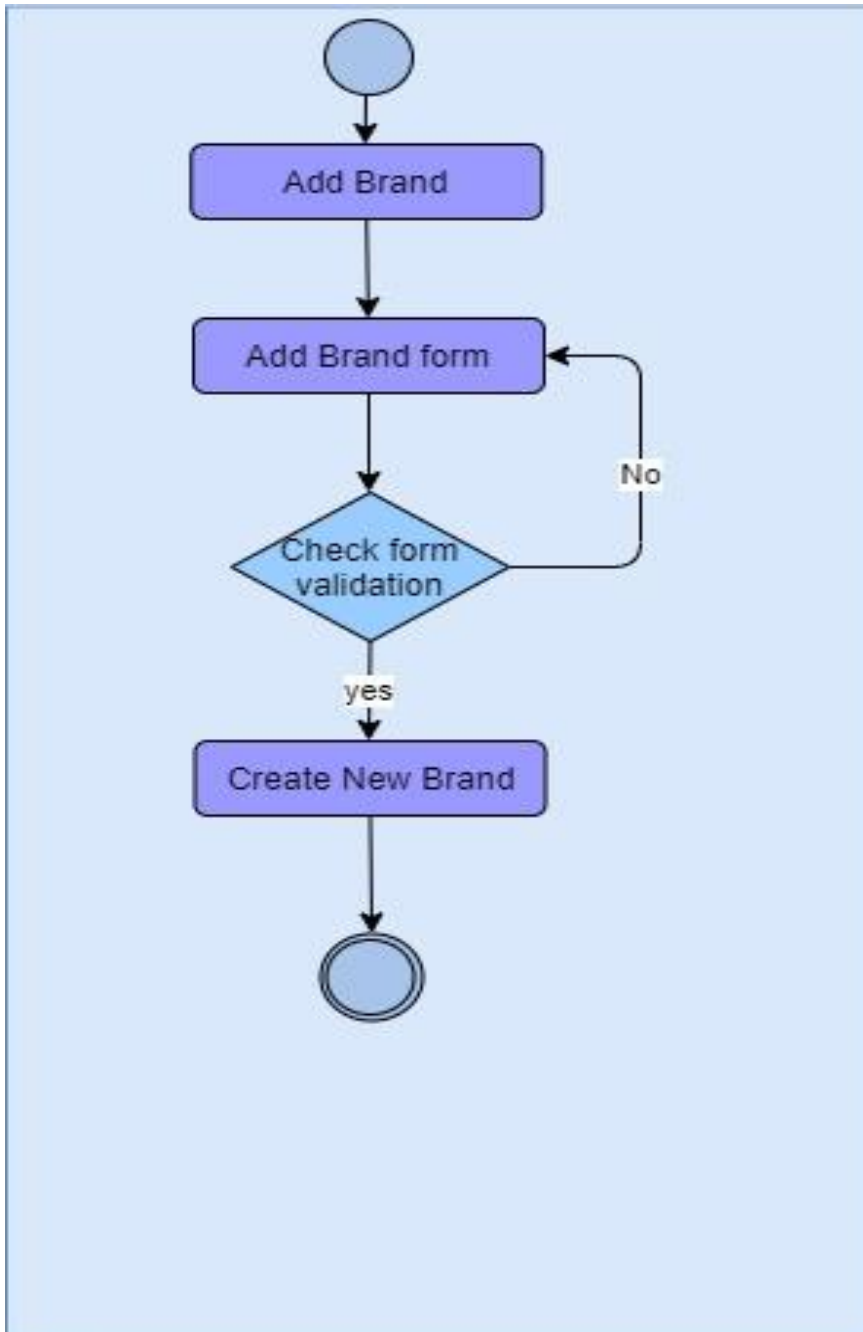 Add Brand
Add Brand form
No
Check form
validation
yes
Create New Brand